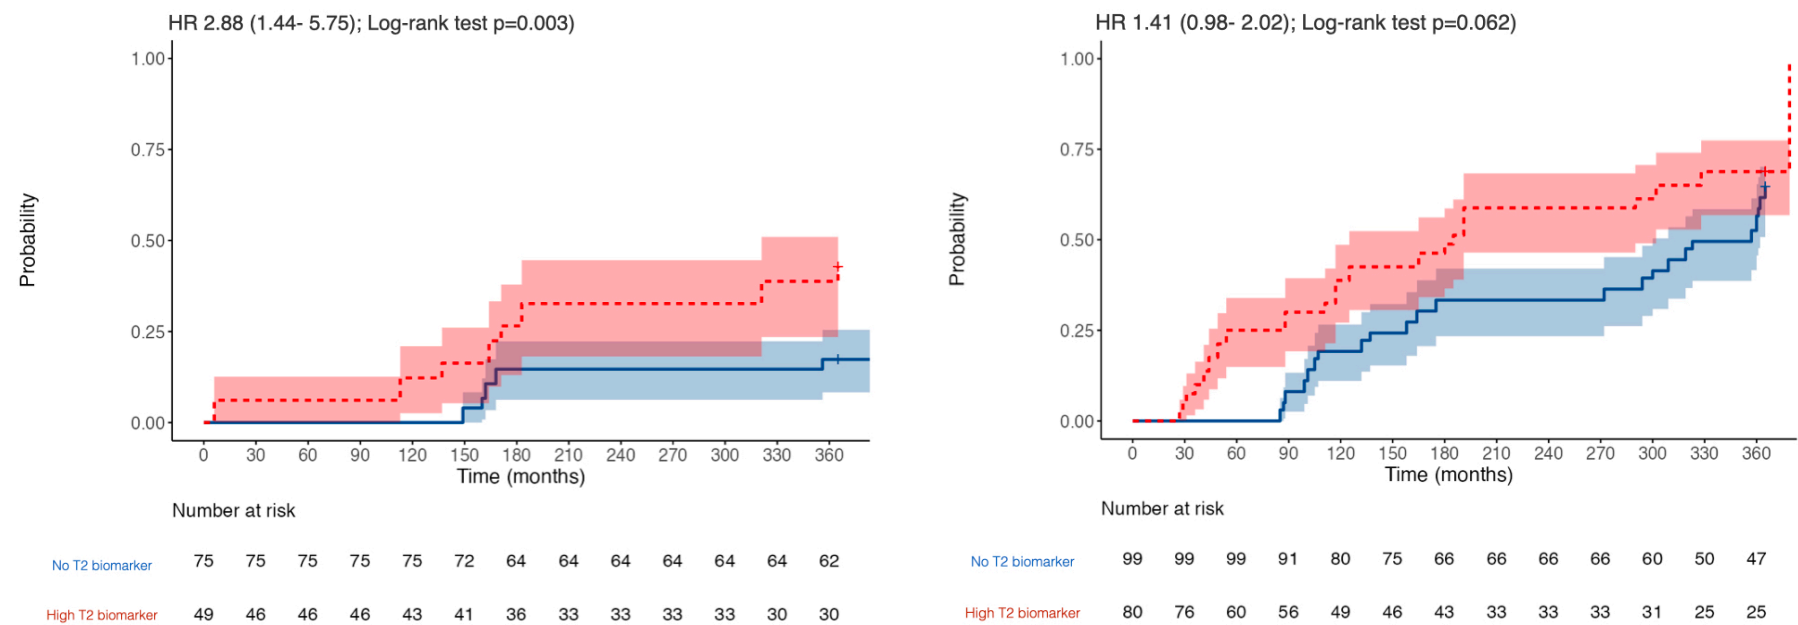 HR 2.88 (1.44- 5.75); Log-rank test p=0.003)
1.00
0.75
0.50
0.25
0.00
Probability
0 30 60 90 120 150 180 210 240 270 300 330 360
Time (months)
Number at risk
No T2 biomarker 75 75 75 75 75 72 64 64 64 64 64 64 62
High T2 biomarker 49 46 46 46 43 41 36 33 33 33 33 30 30
HR 1.41 (0.98- 2.02); Log-rank test p=0.062)
1.00
0.75
0.50
0.25
0.00
Probability
0 30 60 90 120 150 180 210 240 270 300 330 360
Time (months)
Number at risk
No T2 biomarker 99 99 99 91 80 75 66 66 66 66 60 50 47
High T2 biomarker 80 76 60 56 49 46 43 33 33 33 31 25 25